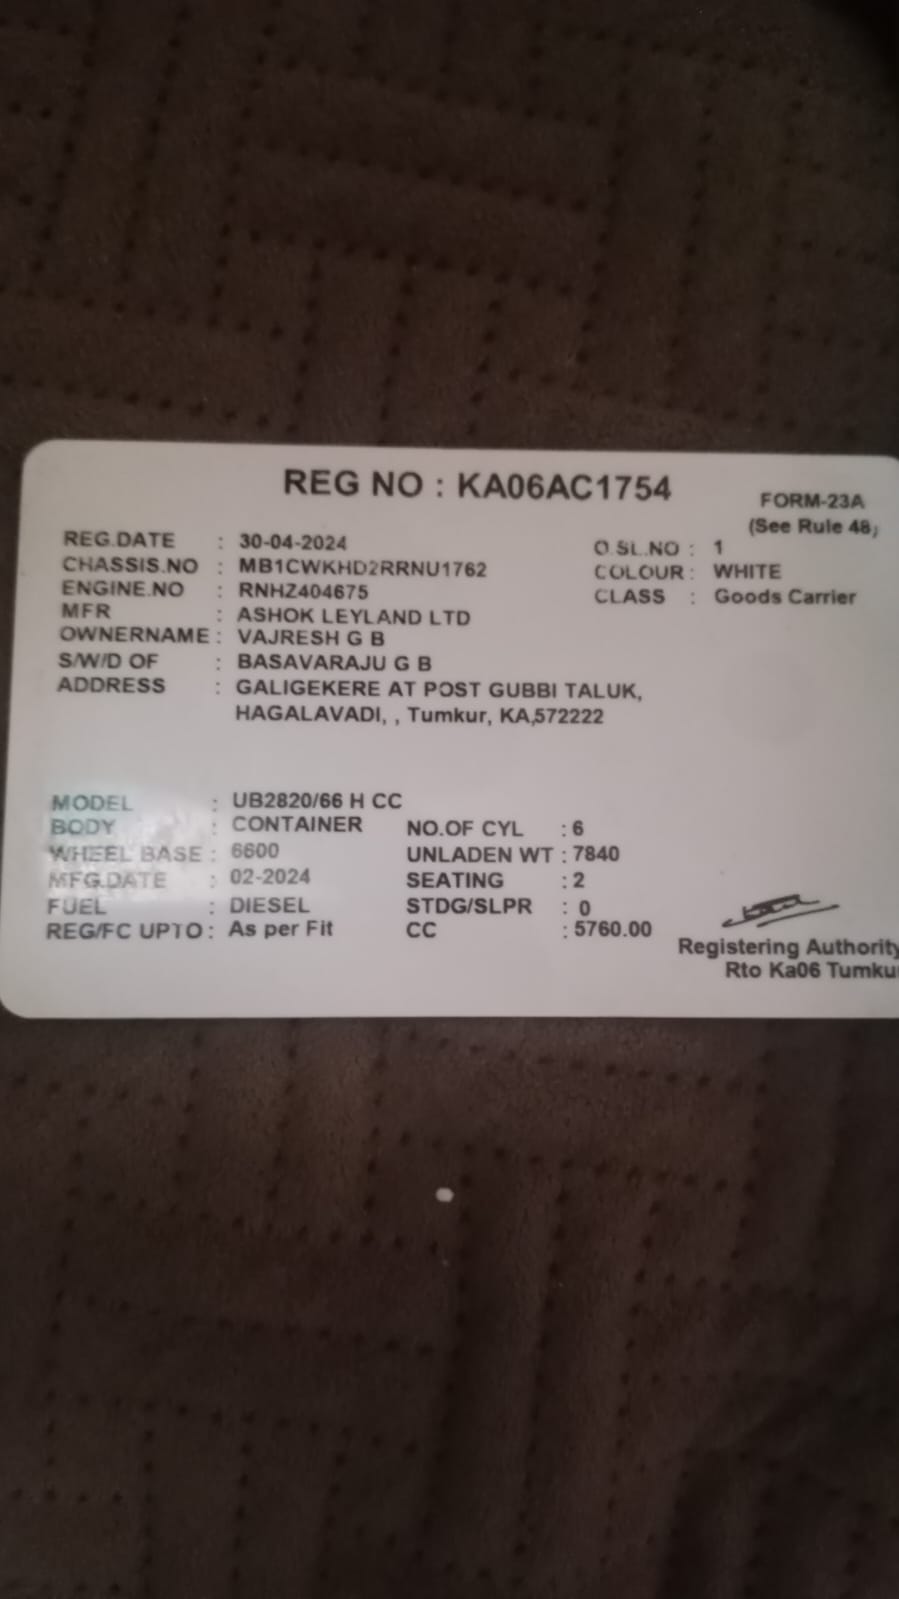 REG NO : KA06AC1754
FORM-23A
(See Rule 48)
REG.DATE : 30-04-2024
O.SL.NO : 1
CHASSIS.NO : MB1CWKHD2RRNU1762
COLOUR : WHITE
ENGINE.NO : RNHZ404675
CLASS : Goods Carrier
MFR : ASHOK LEYLAND LTD
OWNERNAME : VAJRESH G B
S/W/D OF : BASAVARAJU G B
ADDRESS : GALIGEKERE AT POST GUBBI TALUK,
HAGALAVADI, , Tumkur, KA,572222
MODEL : UB2820/66 H CC
BODY : CONTAINER NO.OF CYL : 6
WHEEL BASE : 6600 UNLADEN WT : 7840
MFG.DATE : 02-2024 SEATING : 2
FUEL : DIESEL STDG/SLPR : 0
REG/FC UPTO : As per Fit CC : 5760.00
Registering Authority
Rto Ka06 Tumku